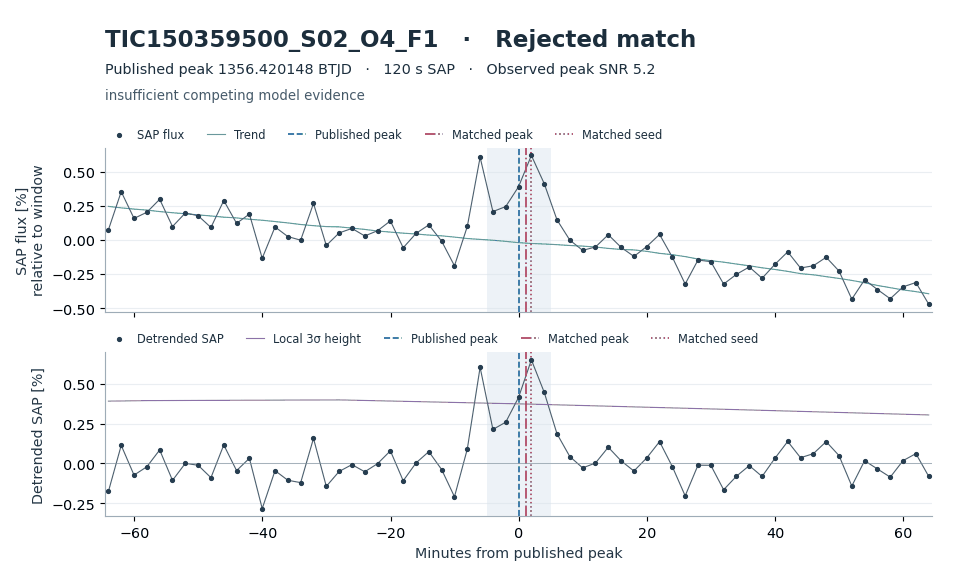 TIC150359500_S02_O4_F1 · Rejected match
Published peak 1356.420148 BTJD · 120 s SAP · Observed peak SNR 5.2
insufficient competing model evidence
SAP flux Trend Published peak Matched peak Matched seed
SAP flux [%]
relative to window
0.50
0.25
0.00
−0.25
−0.50
Detrended SAP Local 3σ height Published peak Matched peak Matched seed
Detrended SAP [%]
0.50
0.25
0.00
−0.25
−60 −40 −20 0 20 40 60
Minutes from published peak